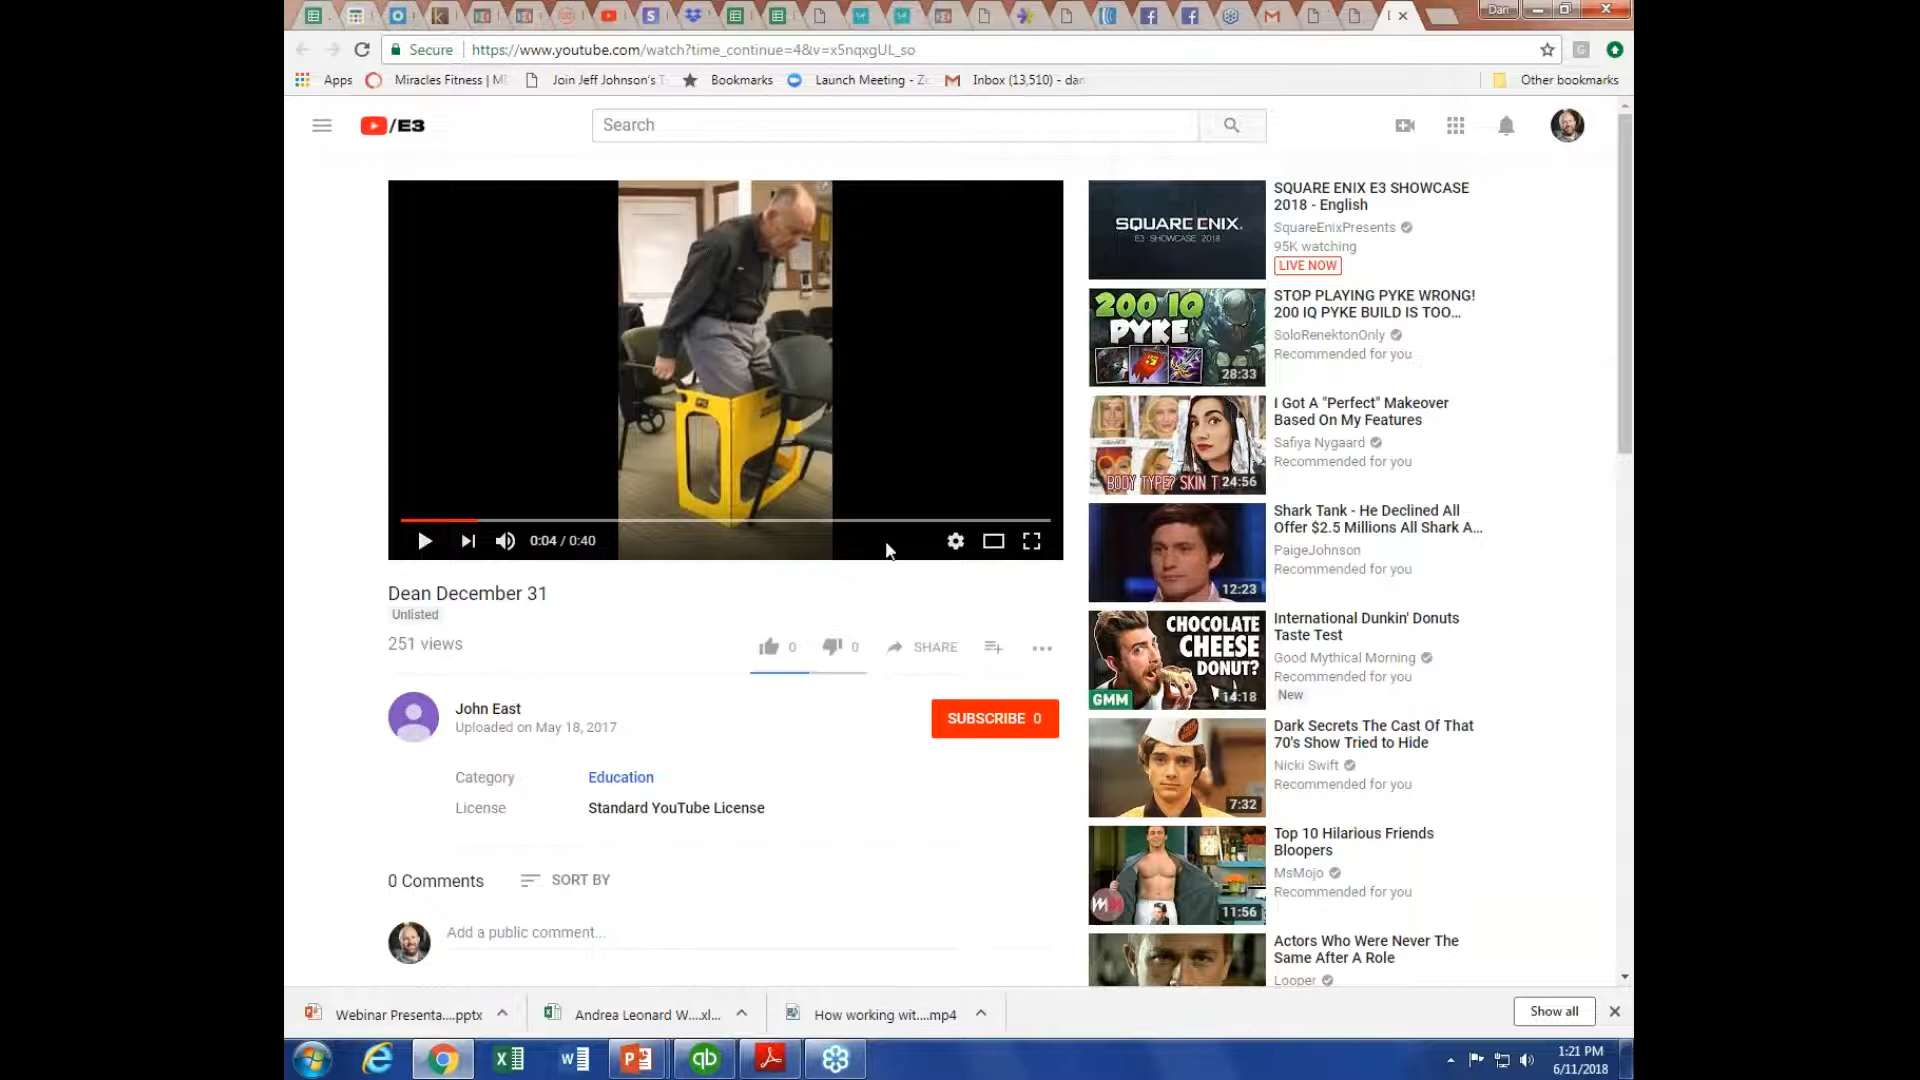 Dan
Secure
https://www.youtube.com/watch?time_continue=4&v=x5nqxgUL_so
Apps
Miracles Fitness | M
Join Jeff Johnson's T
Bookmarks
Launch Meeting - Z
Inbox (13,510) - dan
Other bookmarks
/E3
Search
0:04 / 0:40
Dean December 31
Unlisted
251 views
0
0
SHARE
John East
Uploaded on May 18, 2017
SUBSCRIBE 0
Category
Education
License
Standard YouTube License
0 Comments
SORT BY
Add a public comment...
SQUARE ENIX.
E3 SHOWCASE 2018
SQUARE ENIX E3 SHOWCASE
2018 - English
SquareEnixPresents
95K watching
LIVE NOW
200 IQ
PYKE
28:33
STOP PLAYING PYKE WRONG!
200 IQ PYKE BUILD IS TOO...
SoloRenektonOnly
Recommended for you
BODY TYPE? SKIN T
24:56
I Got A "Perfect" Makeover
Based On My Features
Safiya Nygaard
Recommended for you
12:23
Shark Tank - He Declined All
Offer $2.5 Millions All Shark A...
PaigeJohnson
Recommended for you
CHOCOLATE
CHEESE
DONUT?
GMM
14:18
International Dunkin' Donuts
Taste Test
Good Mythical Morning
Recommended for you
New
7:32
Dark Secrets The Cast Of That
70's Show Tried to Hide
Nicki Swift
Recommended for you
11:56
Top 10 Hilarious Friends
Bloopers
MsMojo
Recommended for you
Actors Who Were Never The
Same After A Role
Looper
Webinar Presenta....pptx
Andrea Leonard W....xl...
How working wit....mp4
Show all
1:21 PM
6/11/2018